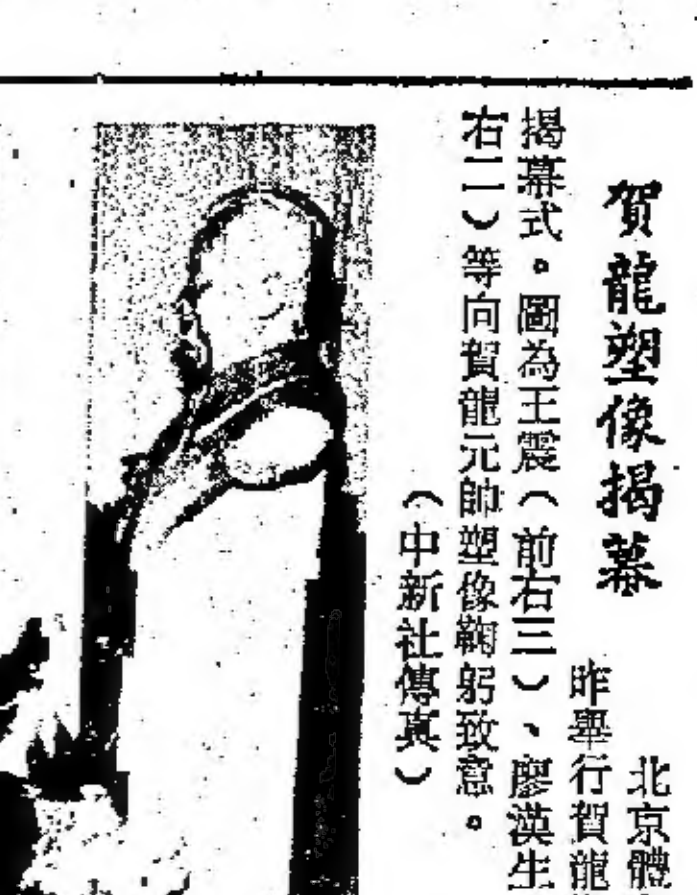 賀龍塑像揭幕
北京體
昨舉行賀龍
揭幕式。圖為王震（前右三）、廖漢生
右二）等向賀龍元帥塑像鞠躬致意。
（中新社傳真）